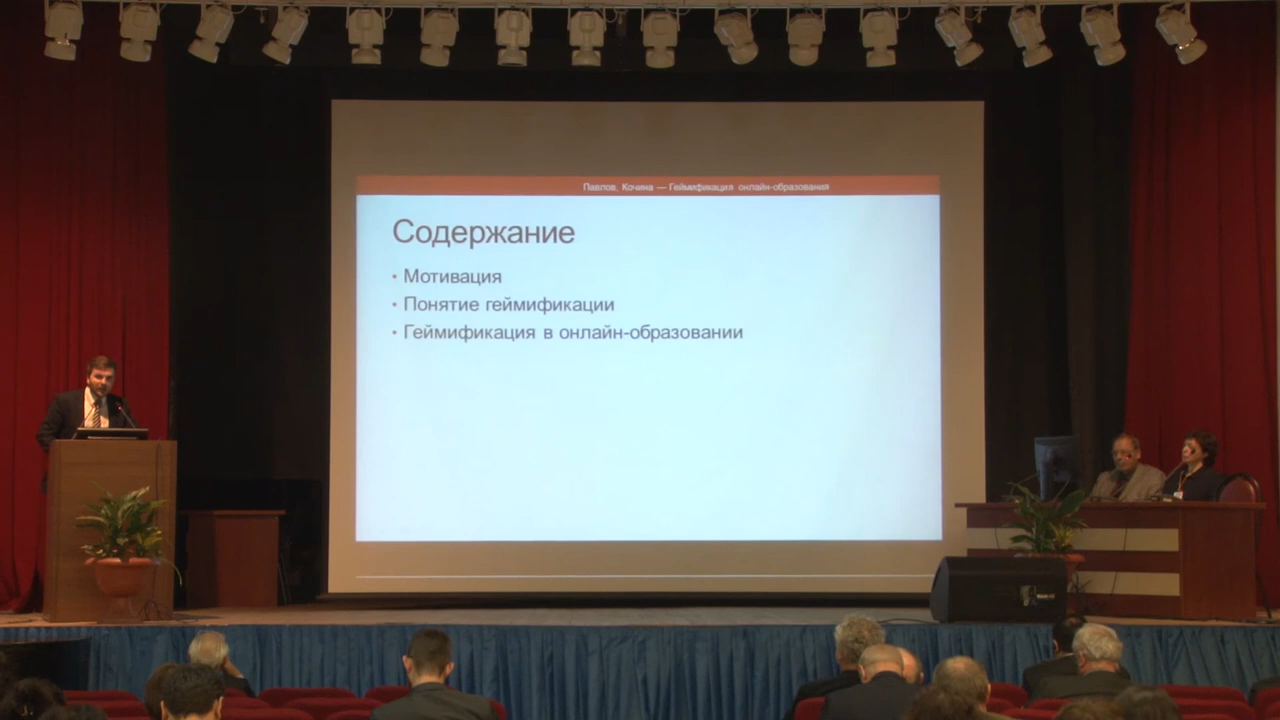 Павлов, Кочина — Геймификация онлайн-образования
Содержание
• Мотивация
• Понятие геймификации
• Геймификация в онлайн-образовании